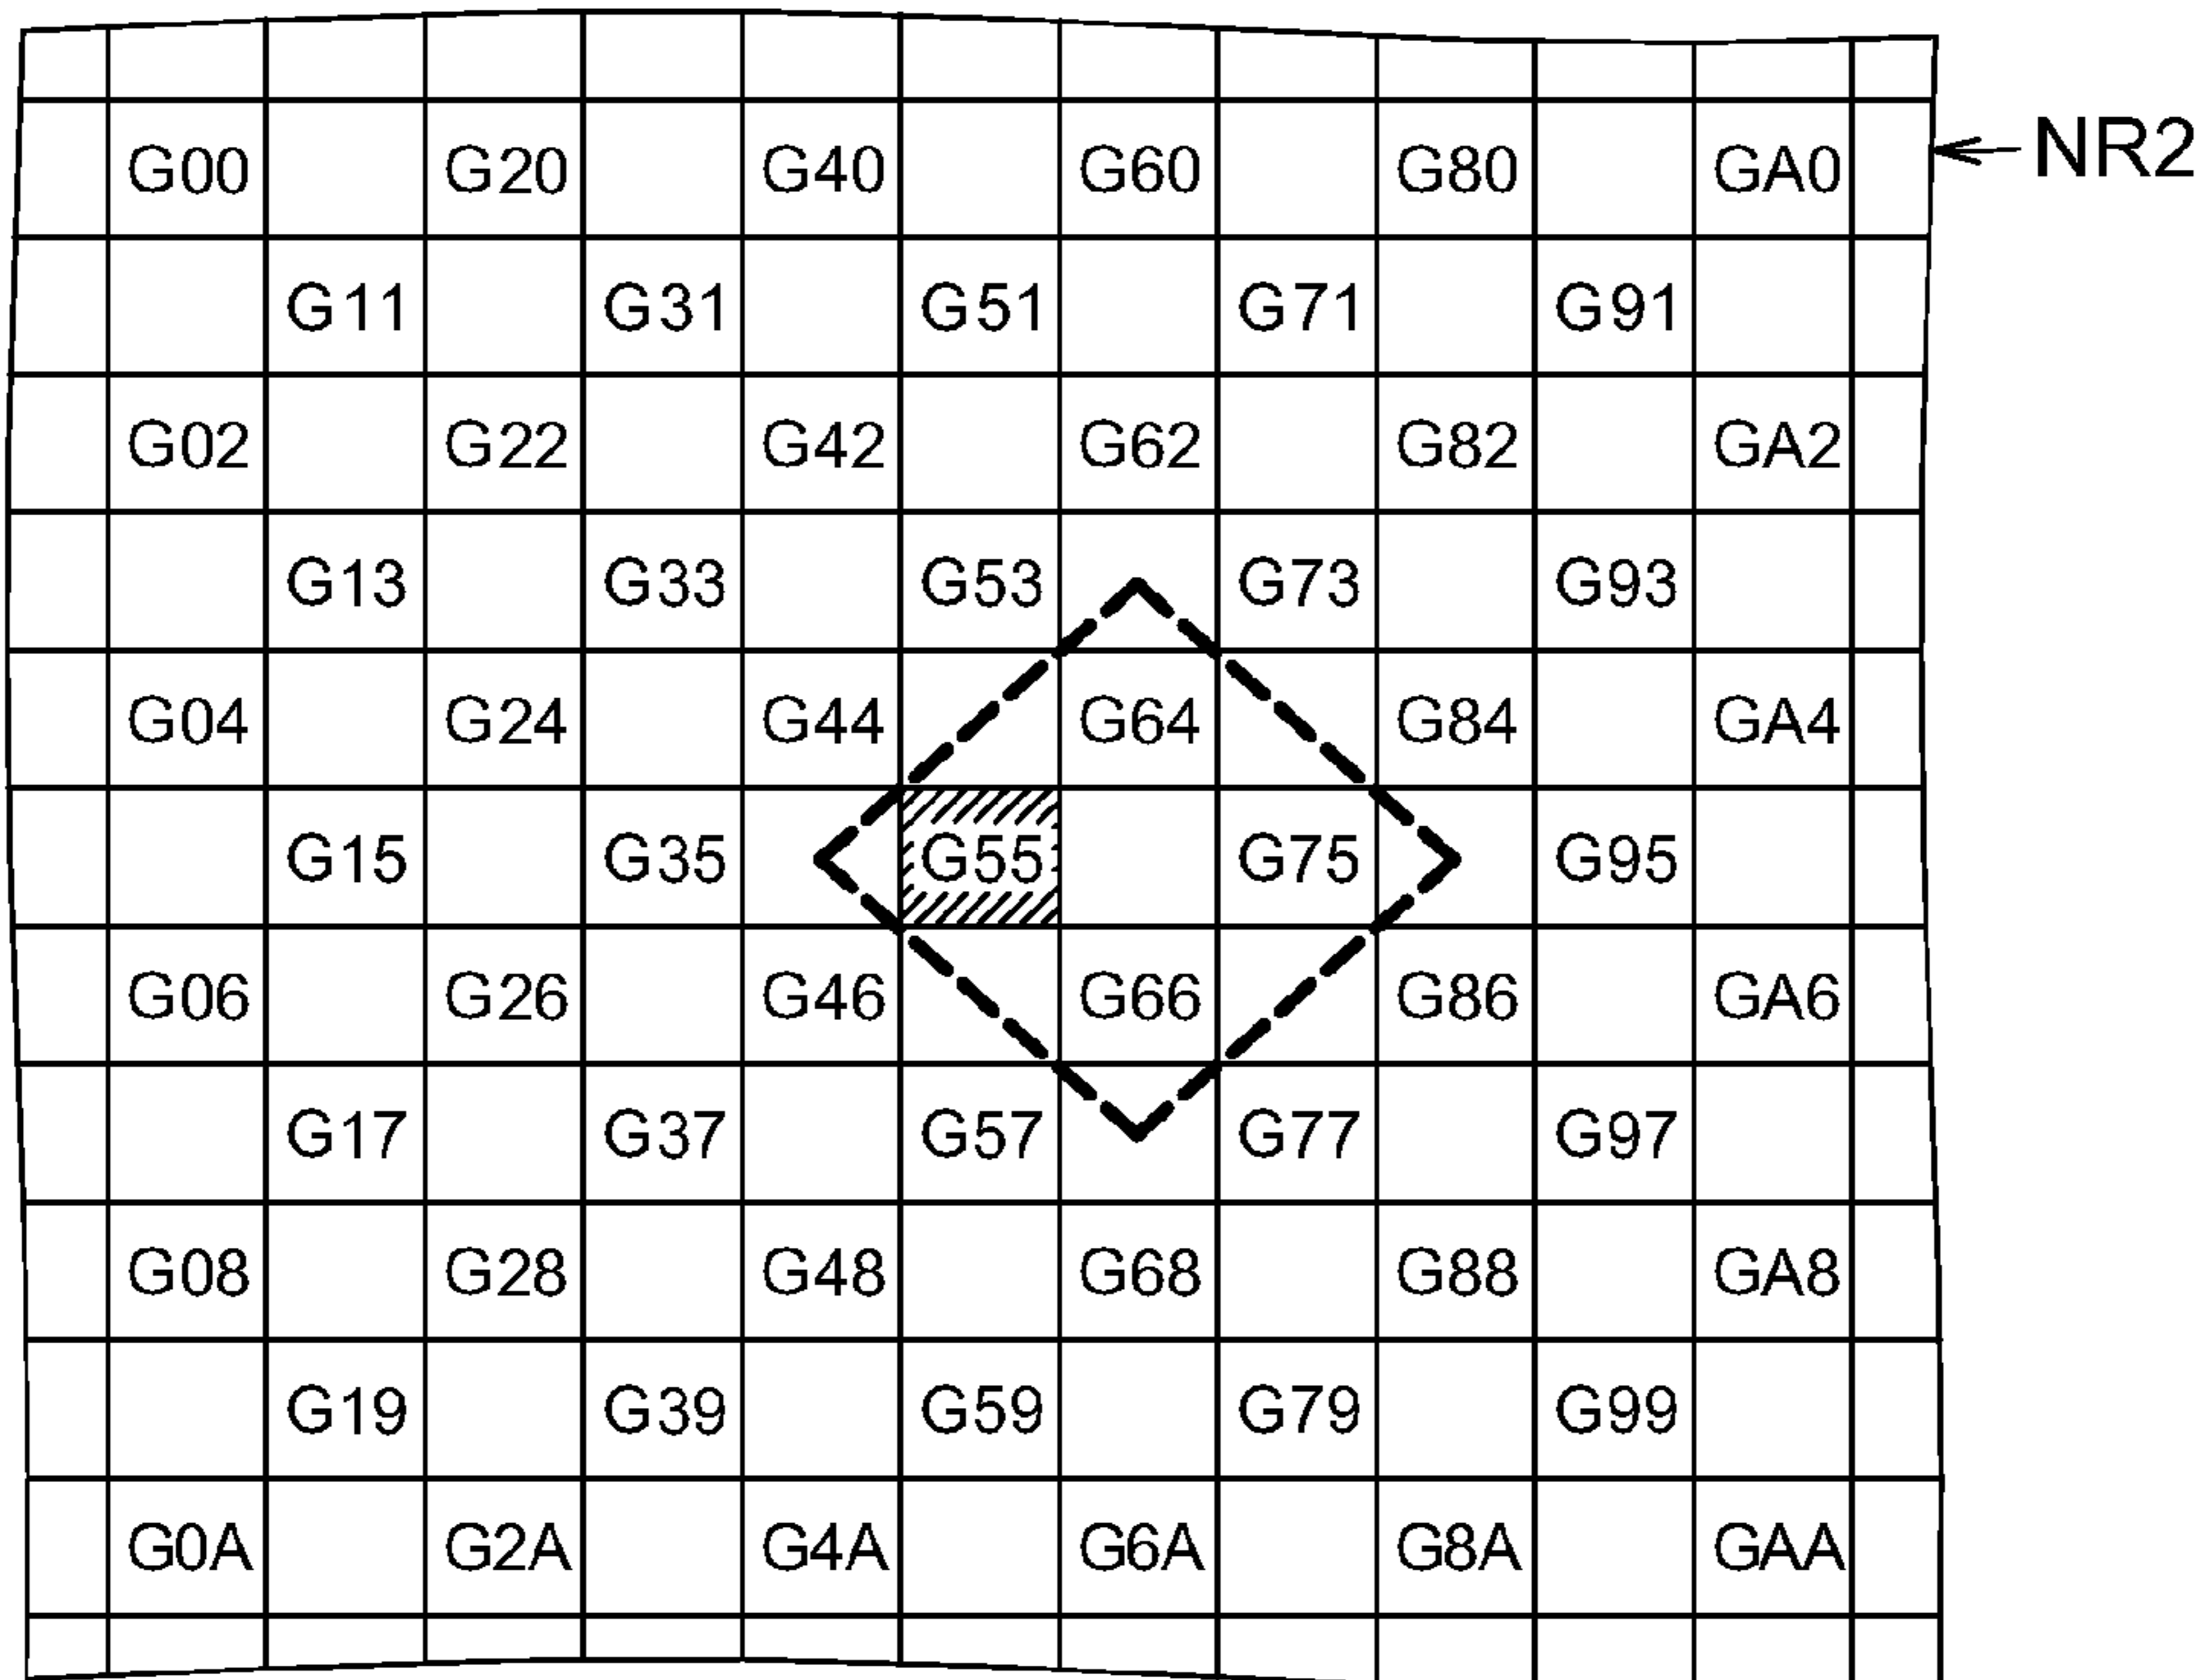 G00 G20 G40 G60 G80 GA0 NR2
G11 G31 G51 G71 G91
G02 G22 G42 G62 G82 GA2
G13 G33 G53 G73 G93
G04 G24 G44 G64 G84 GA4
G15 G35 G55 G75 G95
G06 G26 G46 G66 G86 GA6
G17 G37 G57 G77 G97
G08 G28 G48 G68 G88 GA8
G19 G39 G59 G79 G99
G0A G2A G4A G6A G8A GAA